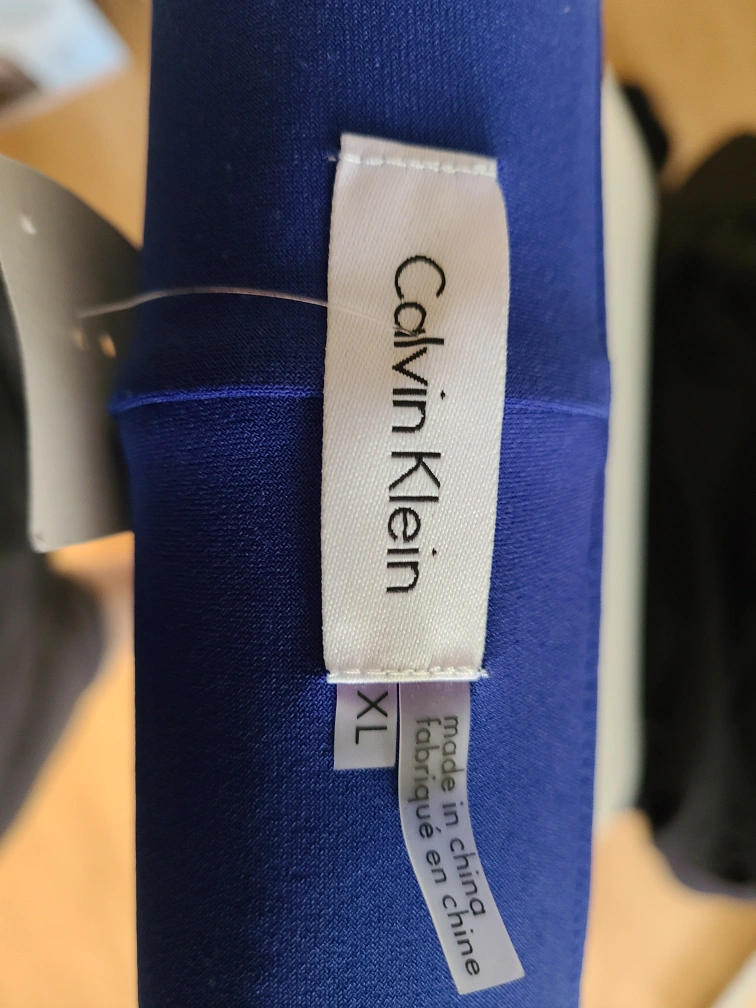 Calvin Klein
XL
made in china
fabriqué en chine